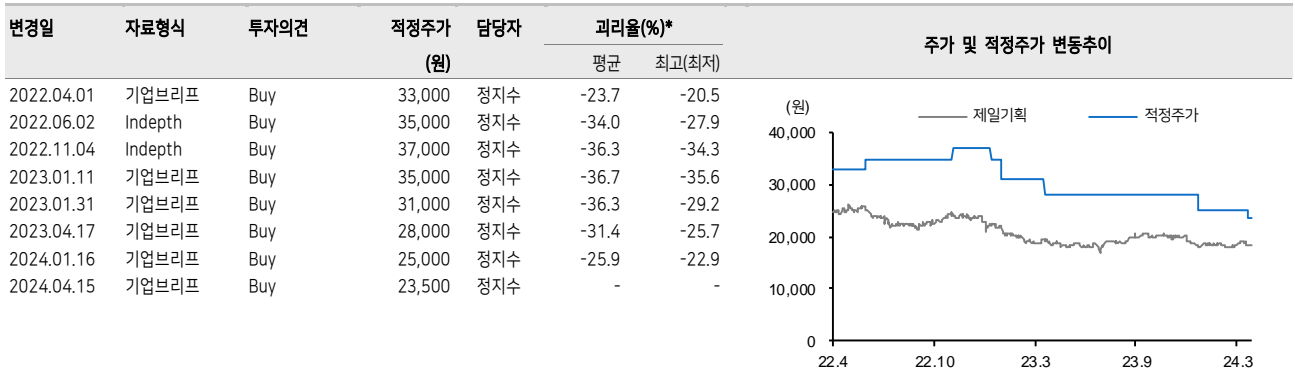 변경일 자료형식 투자의견 적정주가 담당자 괴리율(%)* 주가 및 적정주가 변동추이
(원) 평균 최고(최저)
2022.04.01 기업브리프 Buy 33,000 정지수 -23.7 -20.5
2022.06.02 Indepth Buy 35,000 정지수 -34.0 -27.9
2022.11.04 Indepth Buy 37,000 정지수 -36.3 -34.3
2023.01.11 기업브리프 Buy 35,000 정지수 -36.7 -35.6
2023.01.31 기업브리프 Buy 31,000 정지수 -36.3 -29.2
2023.04.17 기업브리프 Buy 28,000 정지수 -31.4 -25.7
2024.01.16 기업브리프 Buy 25,000 정지수 -25.9 -22.9
2024.04.15 기업브리프 Buy 23,500 정지수 - -
(원) 제일기획 적정주가
40,000
30,000
20,000
10,000
0
22.4 22.10 23.3 23.9 24.3